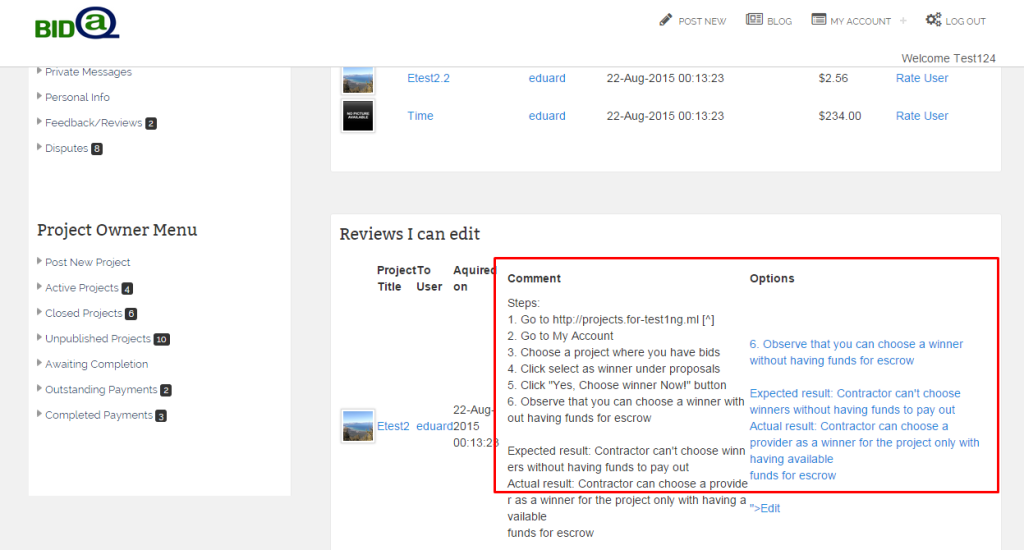 BID@
POST NEW
BLOG
MY ACCOUNT +
LOG OUT
Welcome Test124
Private Messages
Personal Info
Feedback/Reviews 2
Disputes 8
Etest2.2 eduard 22-Aug-2015 00:13:23 $2.56 Rate User
NO PICTURE
AVAILABLE
Time eduard 22-Aug-2015 00:13:23 $234.00 Rate User
Project Owner Menu
Post New Project
Active Projects 4
Closed Projects 6
Unpublished Projects 10
Awaiting Completion
Outstanding Payments 2
Completed Payments 3
Reviews I can edit
Project
Title
To
User
Aquired
on
Comment
Options
Etest2
eduard
22-Aug-
2015
00:13:23
Steps:
1. Go to http://projects.for-test1ng.ml [^]
2. Go to My Account
3. Choose a project where you have bids
4. Click select as winner under proposals
5. Click "Yes, Choose winner Now!" button
6. Observe that you can choose a winner with
out having funds for escrow
Expected result: Contractor can't choose winn
ers without having funds to pay out
Actual result: Contractor can choose a provide
r as a winner for the project only with having a
vailable
funds for escrow
6. Observe that you can choose a winner
without having funds for escrow
Expected result: Contractor can't choose
winners without having funds to pay out
Actual result: Contractor can choose a
provider as a winner for the project only with
having available
funds for escrow
">Edit